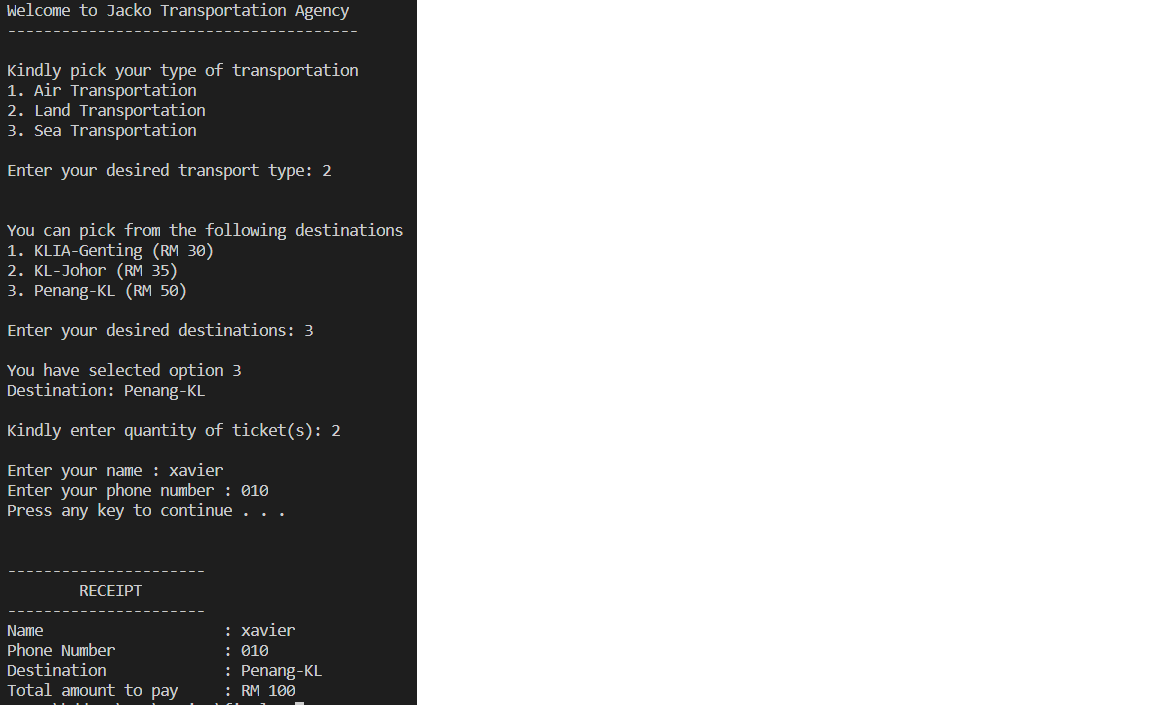 Welcome to Jacko Transportation Agency
---------------------------------------
Kindly pick your type of transportation
1. Air Transportation
2. Land Transportation
3. Sea Transportation
Enter your desired transport type: 2
You can pick from the following destinations
1. KLIA-Genting (RM 30)
2. KL-Johor (RM 35)
3. Penang-KL (RM 50)
Enter your desired destinations: 3
You have selected option 3
Destination: Penang-KL
Kindly enter quantity of ticket(s): 2
Enter your name : xavier
Enter your phone number : 010
Press any key to continue . . .
----------------------
RECEIPT
----------------------
Name : xavier
Phone Number : 010
Destination : Penang-KL
Total amount to pay : RM 100